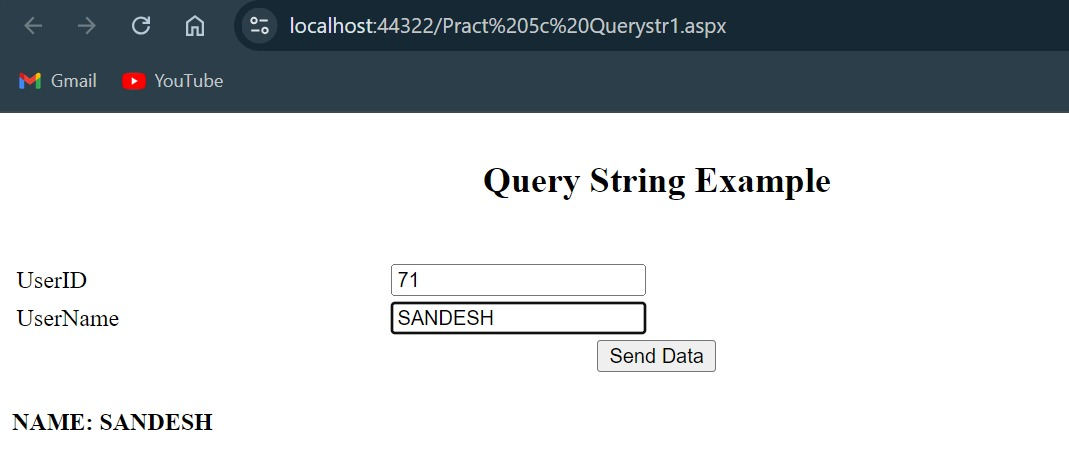 localhost:44322/Pract%205c%20Querystr1.aspx
Gmail YouTube
Query String Example
UserID 71
UserName SANDESH
Send Data
NAME: SANDESH